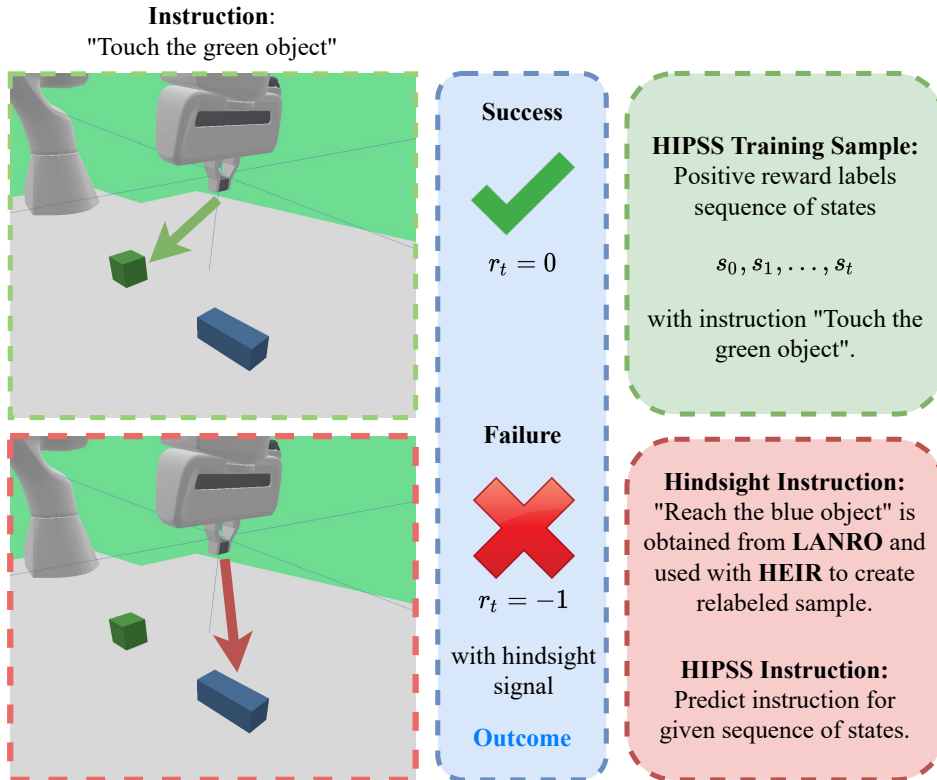 Instruction:
"Touch the green object"
Success
r_t = 0
HIPSS Training Sample:
Positive reward labels
sequence of states
s_0, s_1, . . . , s_t
with instruction "Touch the
green object".
Failure
r_t = −1
with hindsight
signal
Outcome
Hindsight Instruction:
"Reach the blue object" is
obtained from LANRO and
used with HEIR to create
relabeled sample.
HIPSS Instruction:
Predict instruction for
given sequence of states.